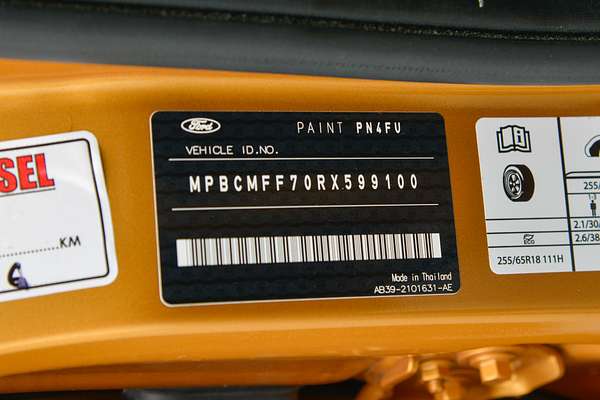 SEL
KM
Ford
PAINT PN4FU
VEHICLE ID.NO.
MPBCMFF70RX599100
Made in Thailand
AB39-2101631-AE
255/
2.1/30/
2.6/38
255/65R18 111H